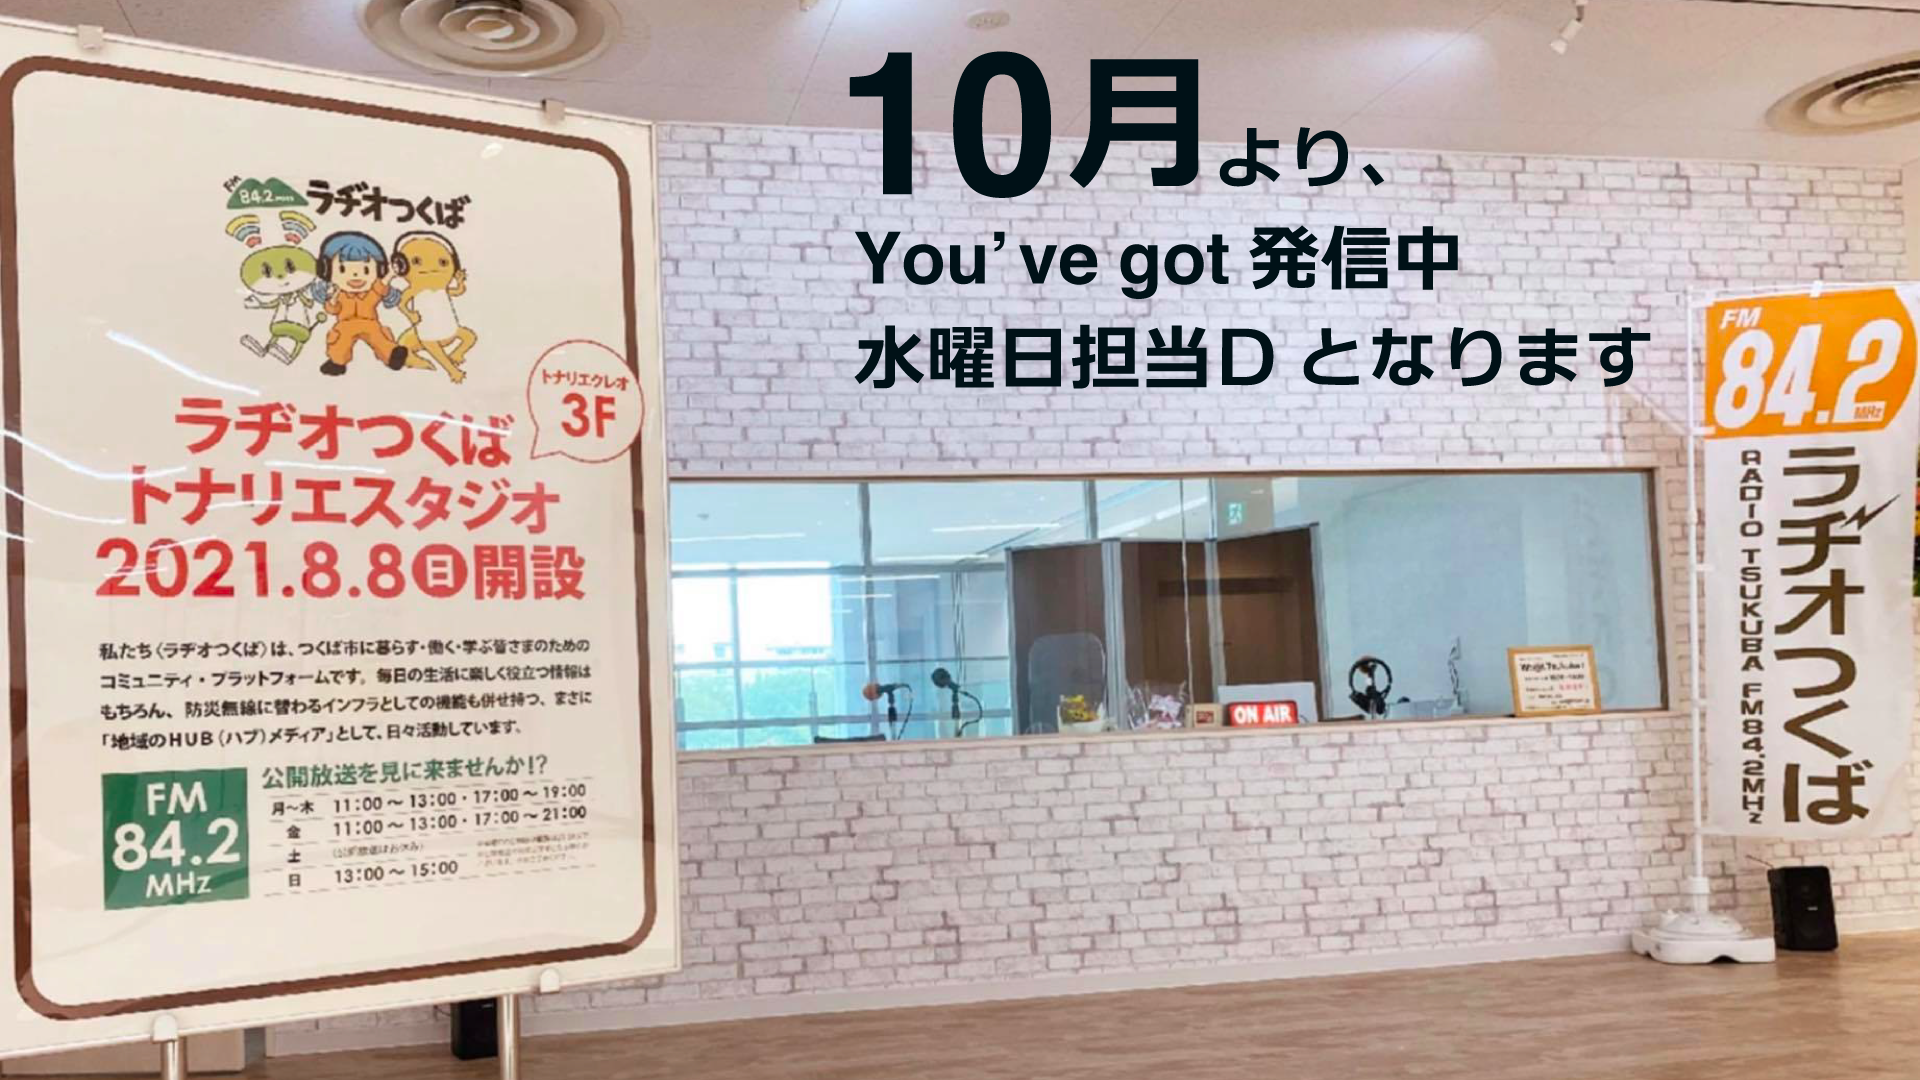 10月より、
You've got 発信中
水曜日担当D となります
FM
84.2 MHz
ラヂオつくば
トナリエクレオ
3F
ラヂオつくば
トナリエスタジオ
2021.8.8㊐開設
私たち〈ラヂオつくば〉は、つくば市に暮らす・働く・学ぶ皆さまのための
コミュニティ・プラットフォームです。毎日の生活に楽しく役立つ情報は
もちろん、防災無線に替わるインフラとしての機能も併せ持つ、まさに
「地域のHUB(ハブ)メディア」として、日々活動しています。
FM
84.2
MHz
公開放送を見に来ませんか!?
月〜木 11:00 〜 13:00・17:00 〜 19:00
金 11:00 〜 13:00・17:00 〜 21:00
土 (公開放送はお休み)
日 13:00 〜 15:00
ON AIR
FM
84.2
MHz
ラヂオつくば
RADIO TSUKUBA FM84.2MHz